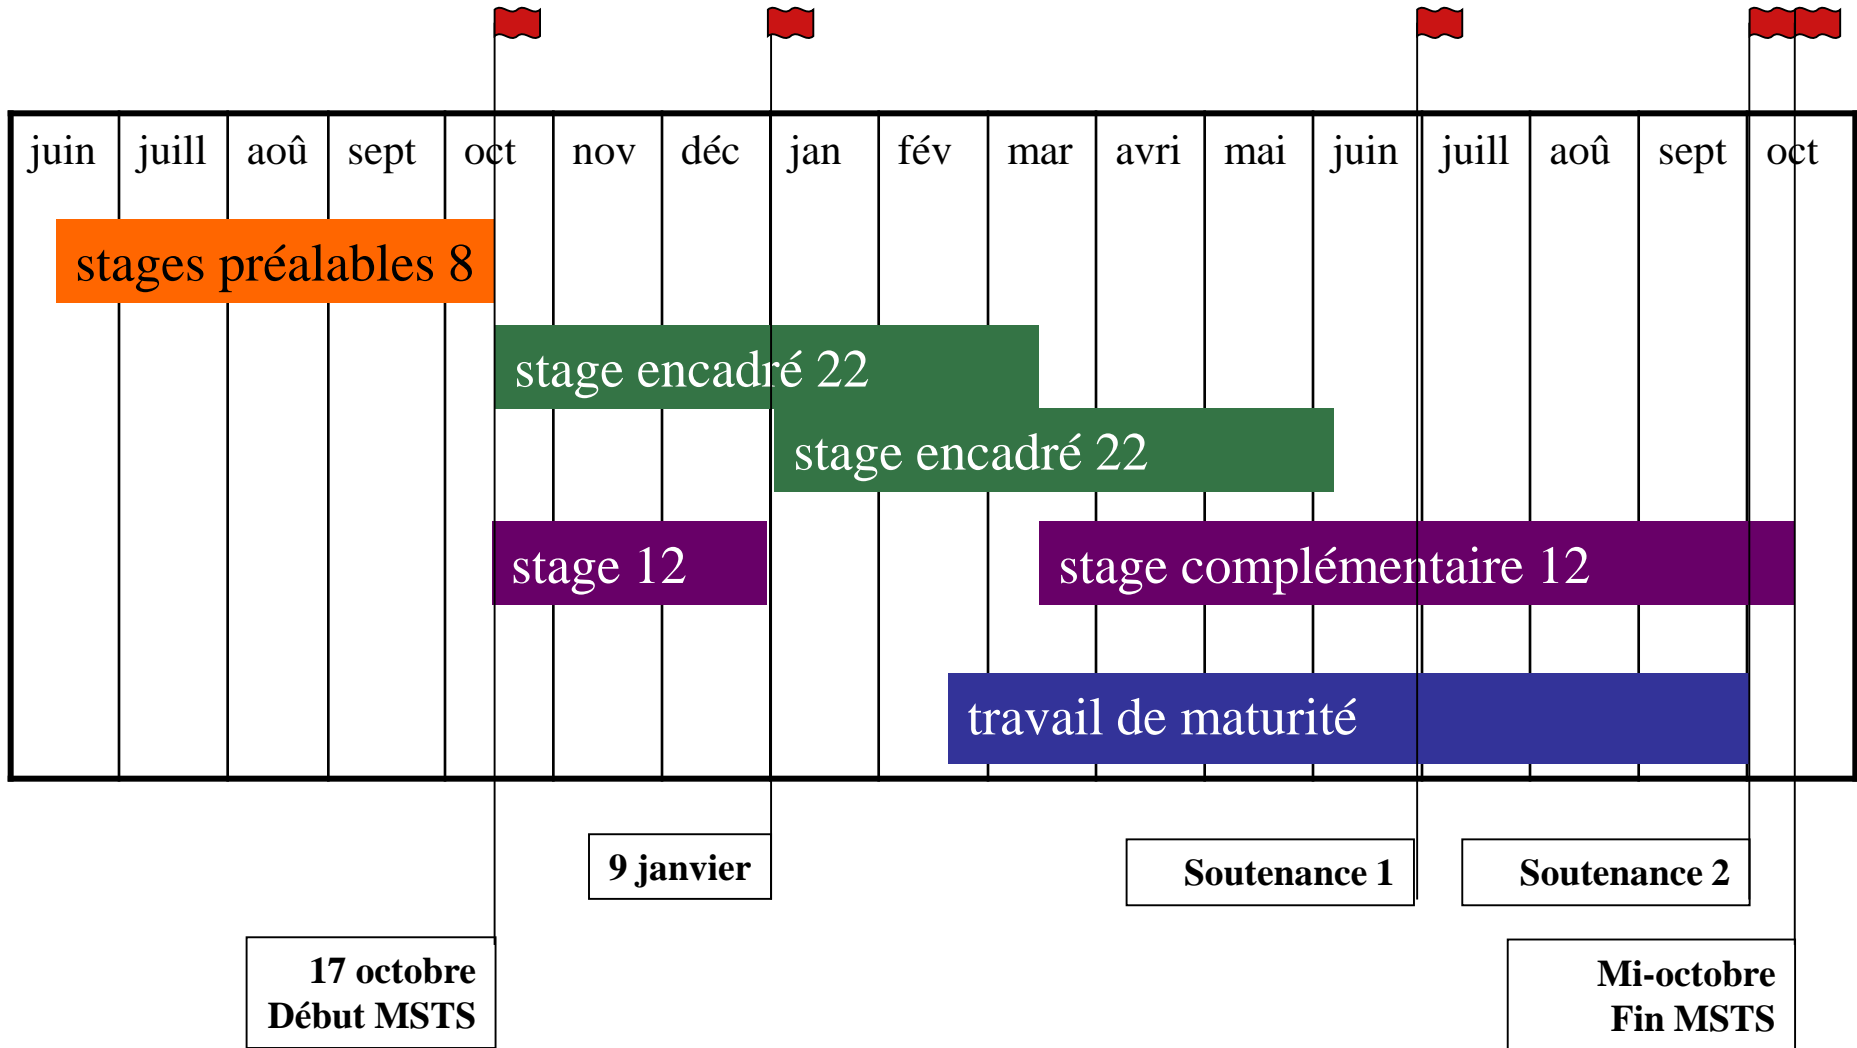 juin juill aoû sept oct nov déc jan fév mar avri mai juin juill aoû sept oct
stages préalables 8
stage encadré 22
stage encadré 22
stage 12 stage complémentaire 12
travail de maturité
9 janvier
Soutenance 1
Soutenance 2
17 octobre
Début MSTS
Mi-octobre
Fin MSTS